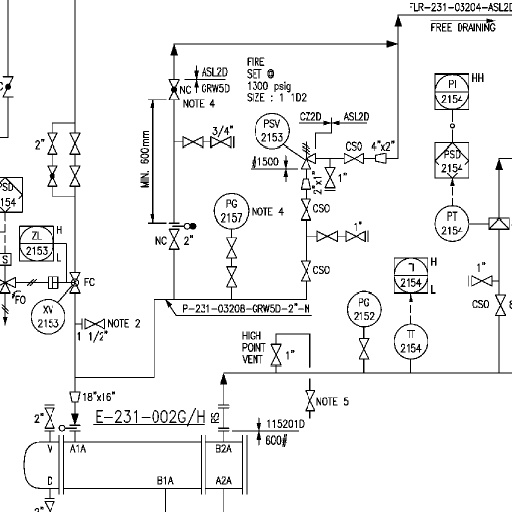 FLR-231-03204-ASL2D
FREE DRAINING
FIRE
SET @
1300 psig
SIZE : 1 1D2
ASL2D
GRW5D
NC
NOTE 4
CZ2D
ASL2D
PI
2154
HH
2"
3/4"
PSV
2153
CSO
4"x2"
MIN. 600mm
#1500
2"x1"
1"
PSD
2154
PSD
154
PG
2157
NOTE 4
CSO
PT
2154
ZL
2153
H
L
NC
2"
1"
S
FO
FC
CSO
TI
2154
H
L
1"
CSO
XV
2153
P-231-03208-GRW5D-2"-N
PG
2152
NOTE 2
1 1/2"
HIGH
POINT
VENT
1"
TT
2154
18"x16"
NOTE 5
2"
E-231-002G/H
RS
115201D
600#
V
A1A
B2A
D
B1A
A2A
2"